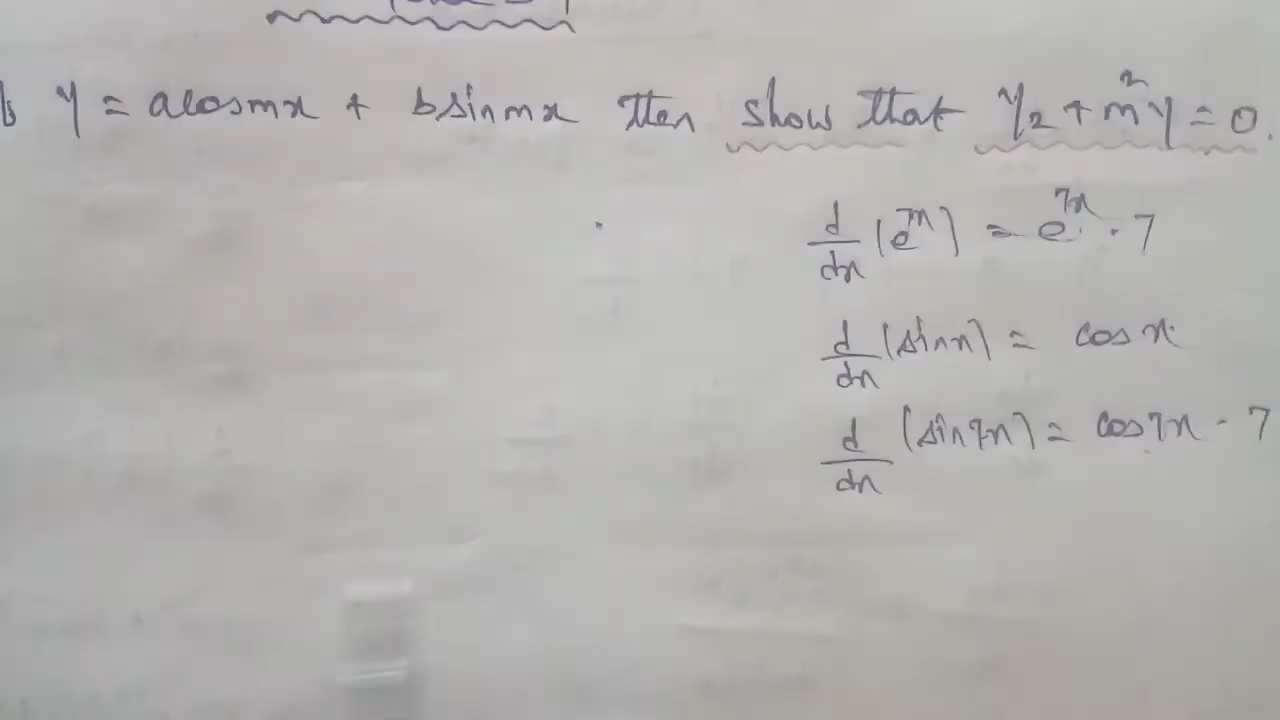 y = acosmx + bsinmx then show that y₂ + m²y = 0.
d/dx (e^7x) = e^7x · 7
d/dx (sinx) = cos x
d/dx (sin7x) = cos7x · 7